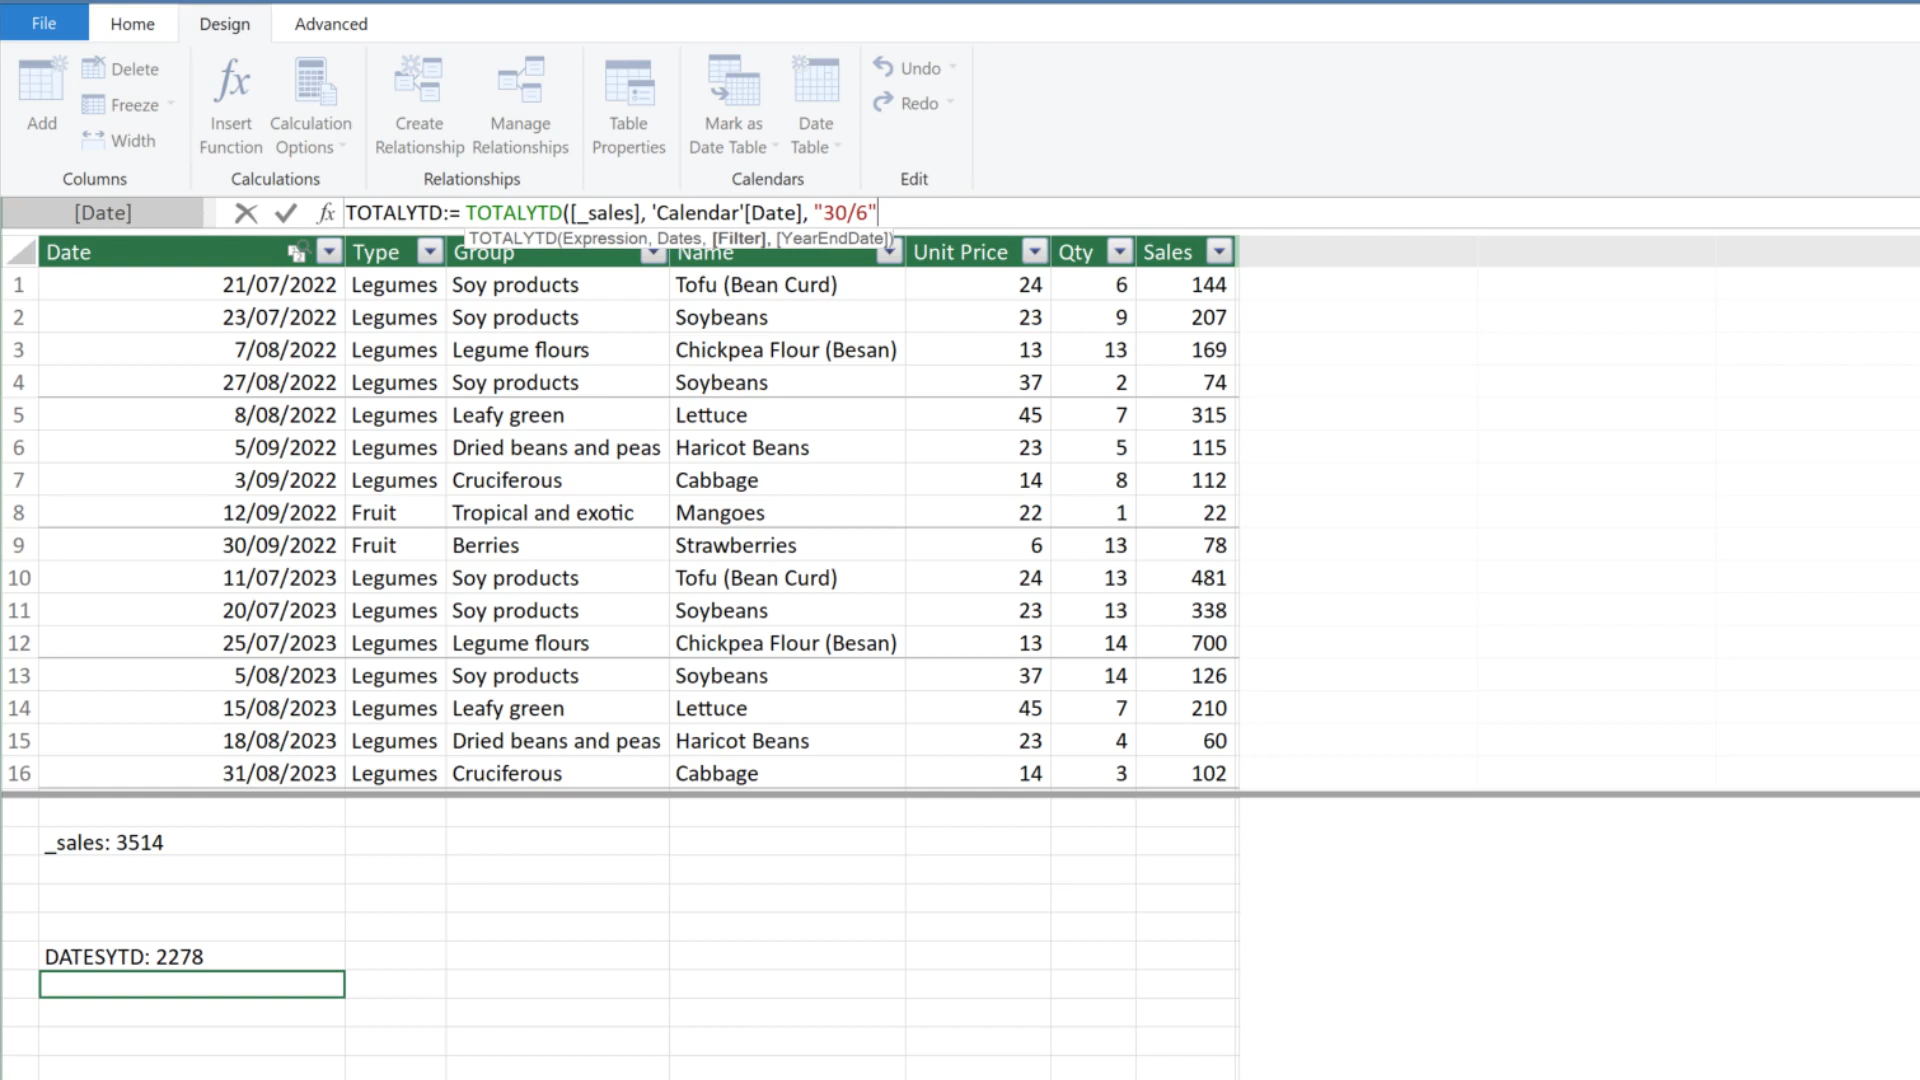 File Home Design Advanced
Add Delete Freeze Width
Insert Function Calculation Options
Create Relationship Manage Relationships
Table Properties
Mark as Date Table Date Table
Undo Redo
Columns Calculations Relationships Calendars Edit
[Date] fx TOTALYTD:= TOTALYTD([_sales], 'Calendar'[Date], "30/6"
TOTALYTD(Expression, Dates, [Filter], [YearEndDate])
Date Type Group Name Unit Price Qty Sales
1 21/07/2022 Legumes Soy products Tofu (Bean Curd) 24 6 144
2 23/07/2022 Legumes Soy products Soybeans 23 9 207
3 7/08/2022 Legumes Legume flours Chickpea Flour (Besan) 13 13 169
4 27/08/2022 Legumes Soy products Soybeans 37 2 74
5 8/08/2022 Legumes Leafy green Lettuce 45 7 315
6 5/09/2022 Legumes Dried beans and peas Haricot Beans 23 5 115
7 3/09/2022 Legumes Cruciferous Cabbage 14 8 112
8 12/09/2022 Fruit Tropical and exotic Mangoes 22 1 22
9 30/09/2022 Fruit Berries Strawberries 6 13 78
10 11/07/2023 Legumes Soy products Tofu (Bean Curd) 24 13 481
11 20/07/2023 Legumes Soy products Soybeans 23 13 338
12 25/07/2023 Legumes Legume flours Chickpea Flour (Besan) 13 14 700
13 5/08/2023 Legumes Soy products Soybeans 37 14 126
14 15/08/2023 Legumes Leafy green Lettuce 45 7 210
15 18/08/2023 Legumes Dried beans and peas Haricot Beans 23 4 60
16 31/08/2023 Legumes Cruciferous Cabbage 14 3 102
_sales: 3514
DATESYTD: 2278